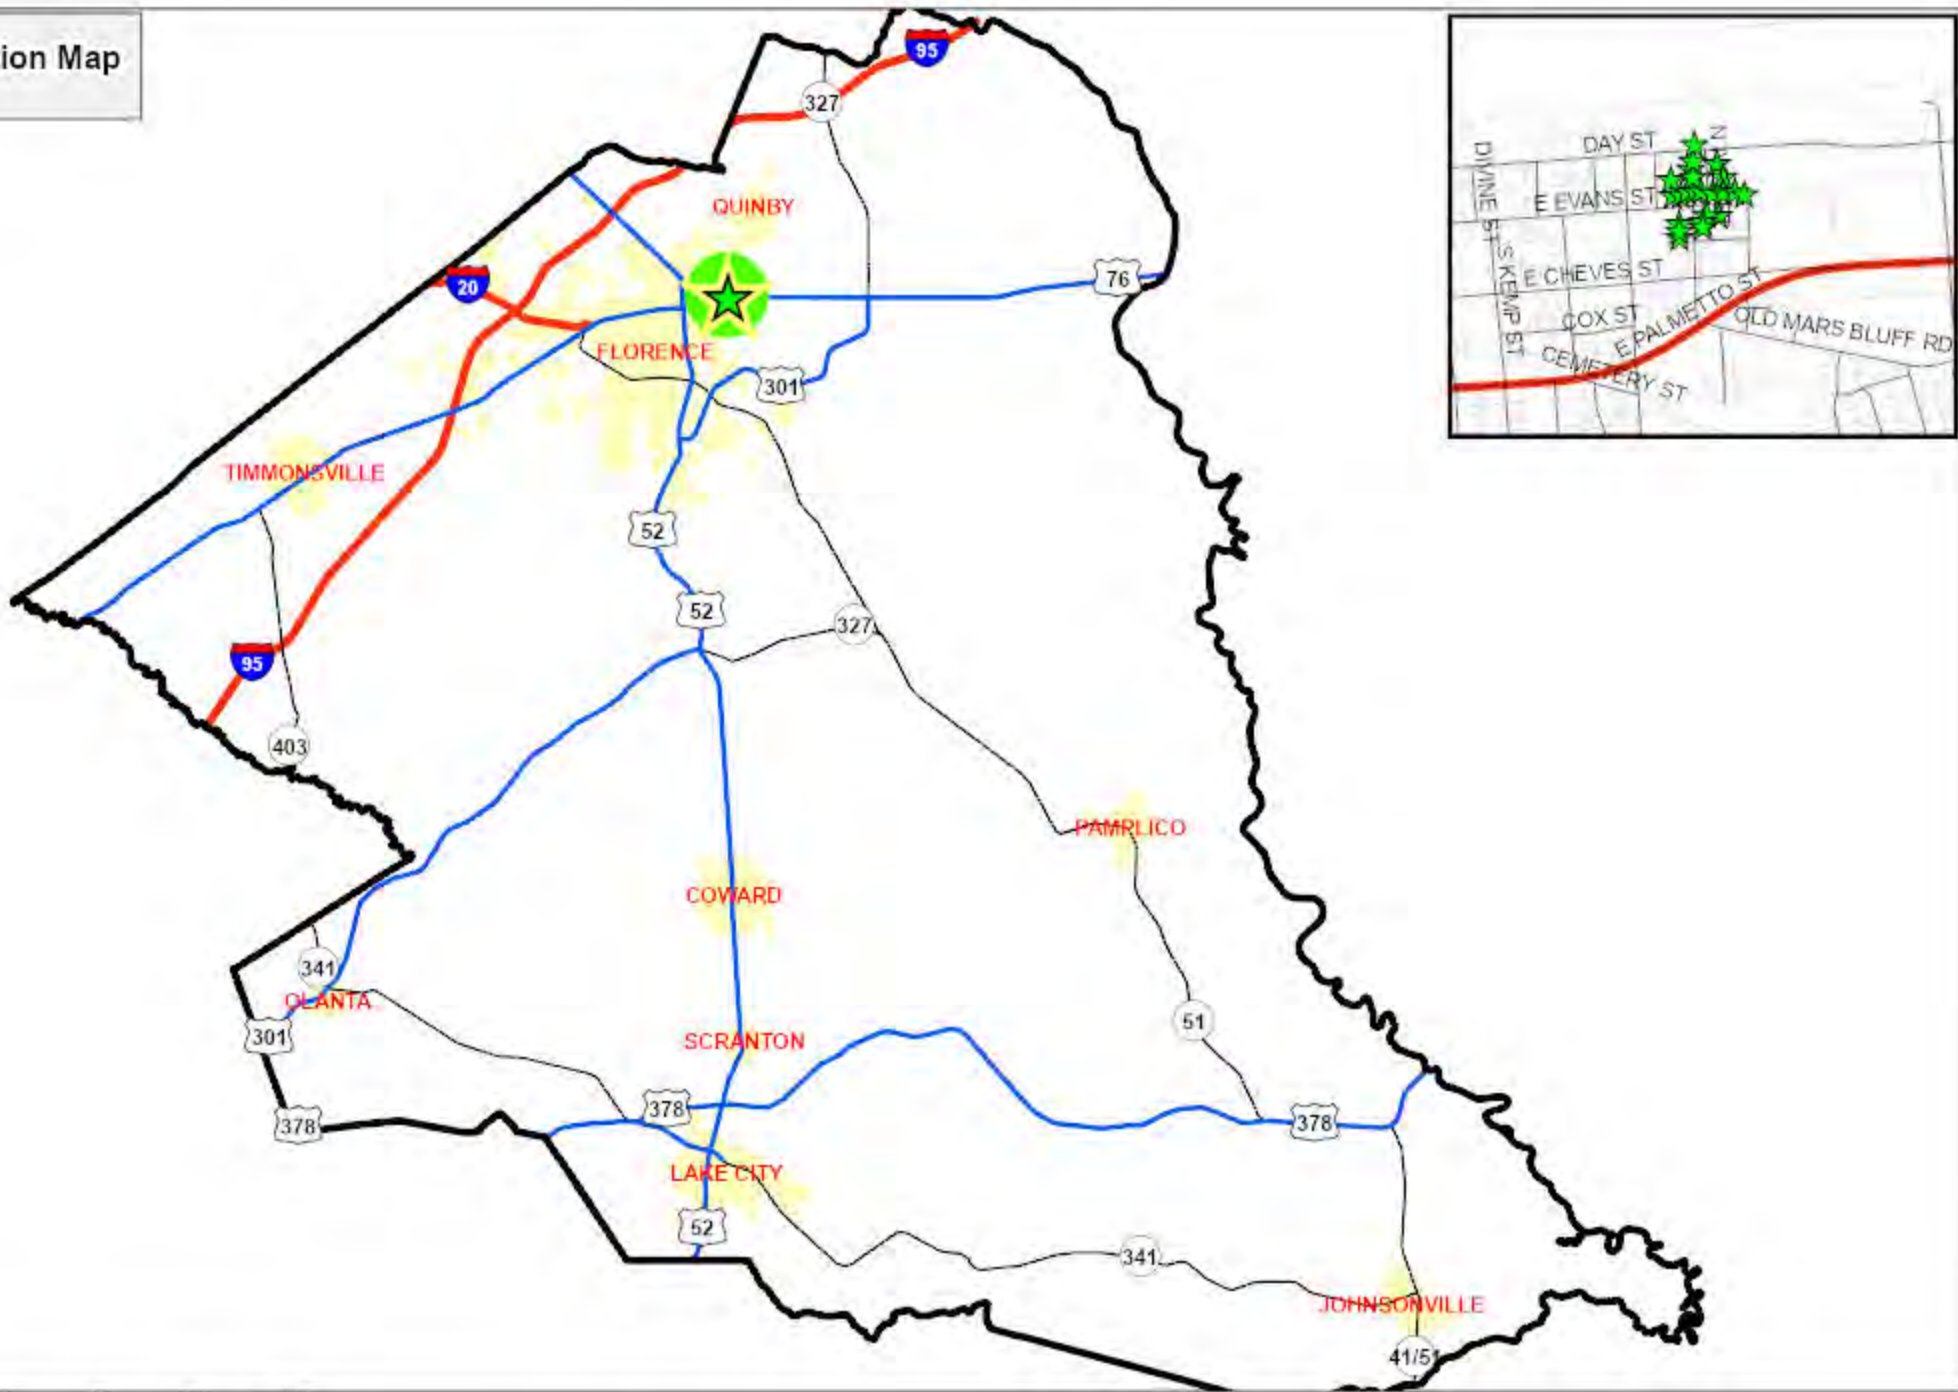 ion Map
95
327
QUINBY
20
76
FLORENCE
301
TIMMONSVILLE
52
52
327
95
403
PAMPLICO
COWARD
341
OLANTA
301
51
SCRANTON
378
378
378
LAKE CITY
52
341
JOHNSONVILLE
41/51
DAY ST
N
DIVINE ST
E EVANS ST
S KEMP ST
E CHEVES ST
COX ST
E PALMETTO ST
OLD MARS BLUFF RD
CEMETERY ST